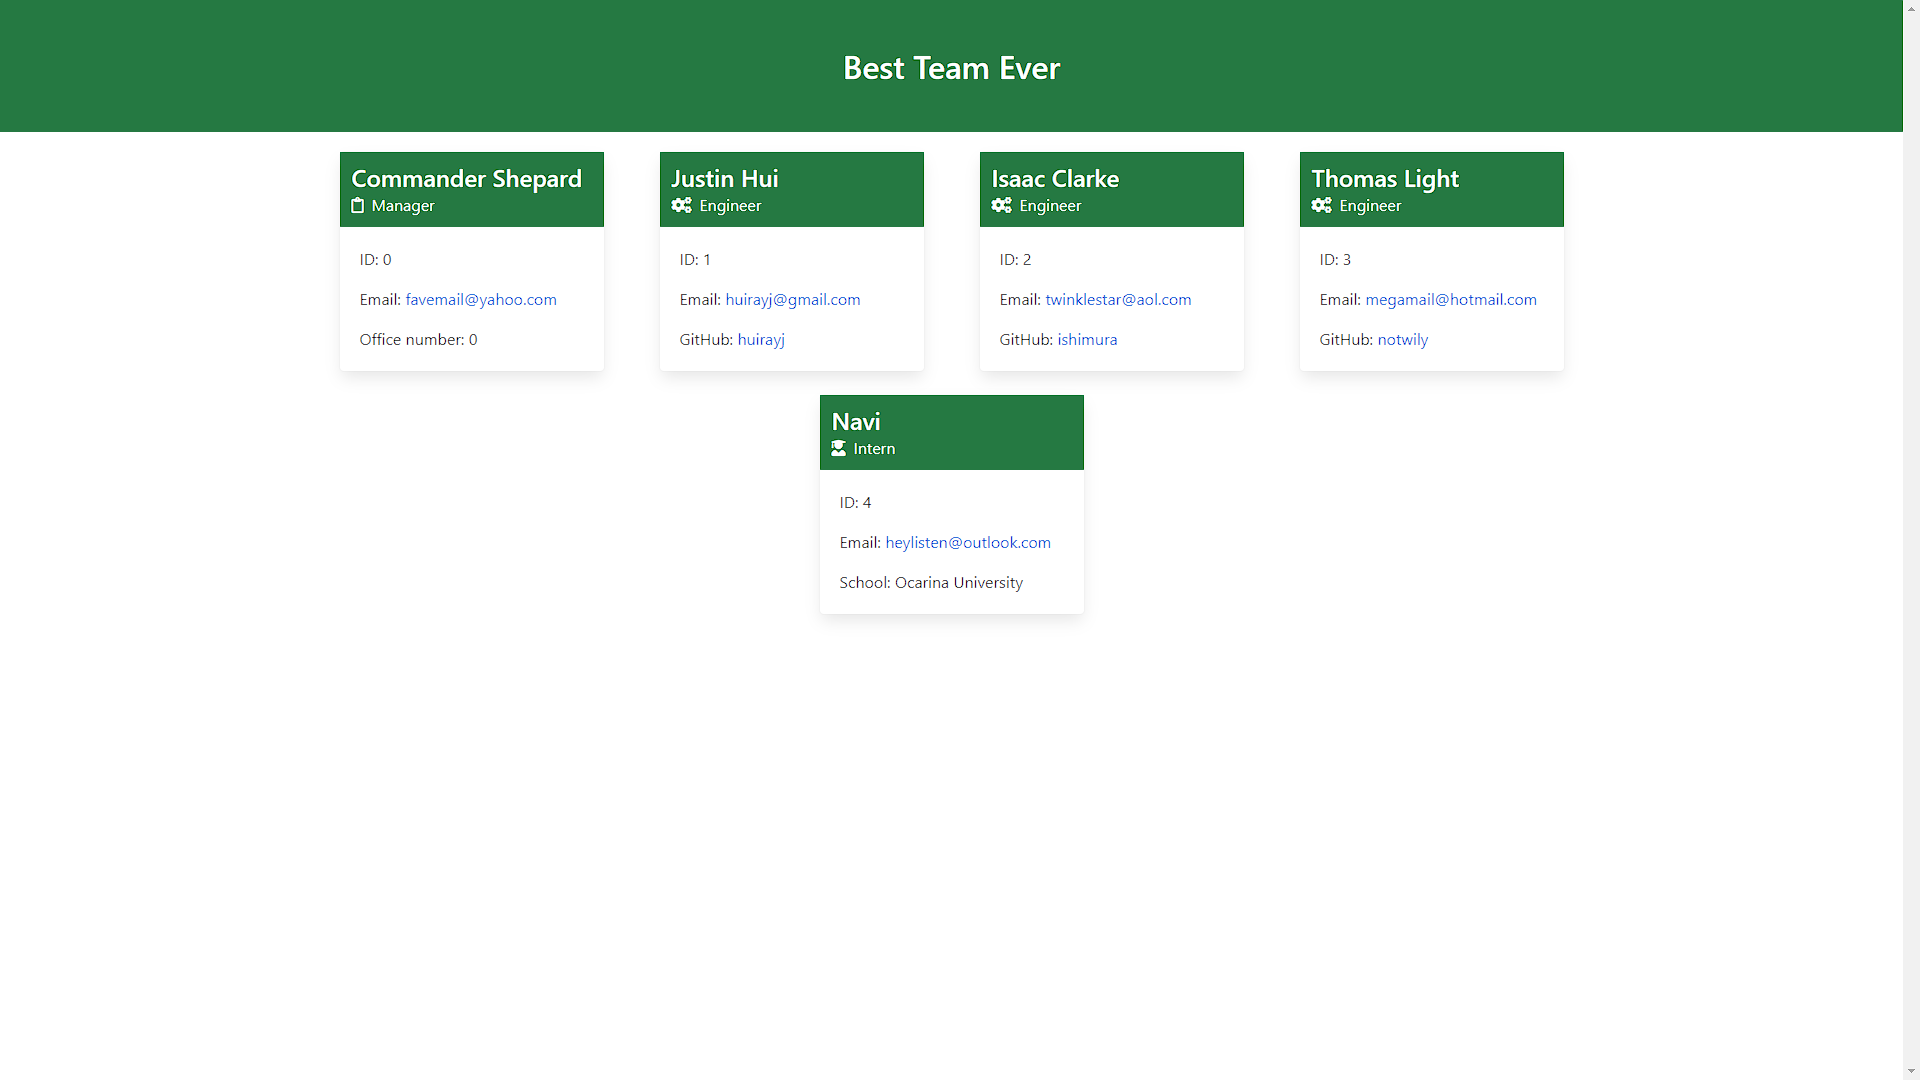 Best Team Ever
Commander Shepard
Manager
ID: 0
Email: favemail@yahoo.com
Office number: 0
Justin Hui
Engineer
ID: 1
Email: huirayj@gmail.com
GitHub: huirayj
Isaac Clarke
Engineer
ID: 2
Email: twinklestar@aol.com
GitHub: ishimura
Thomas Light
Engineer
ID: 3
Email: megamail@hotmail.com
GitHub: notwily
Navi
Intern
ID: 4
Email: heylisten@outlook.com
School: Ocarina University